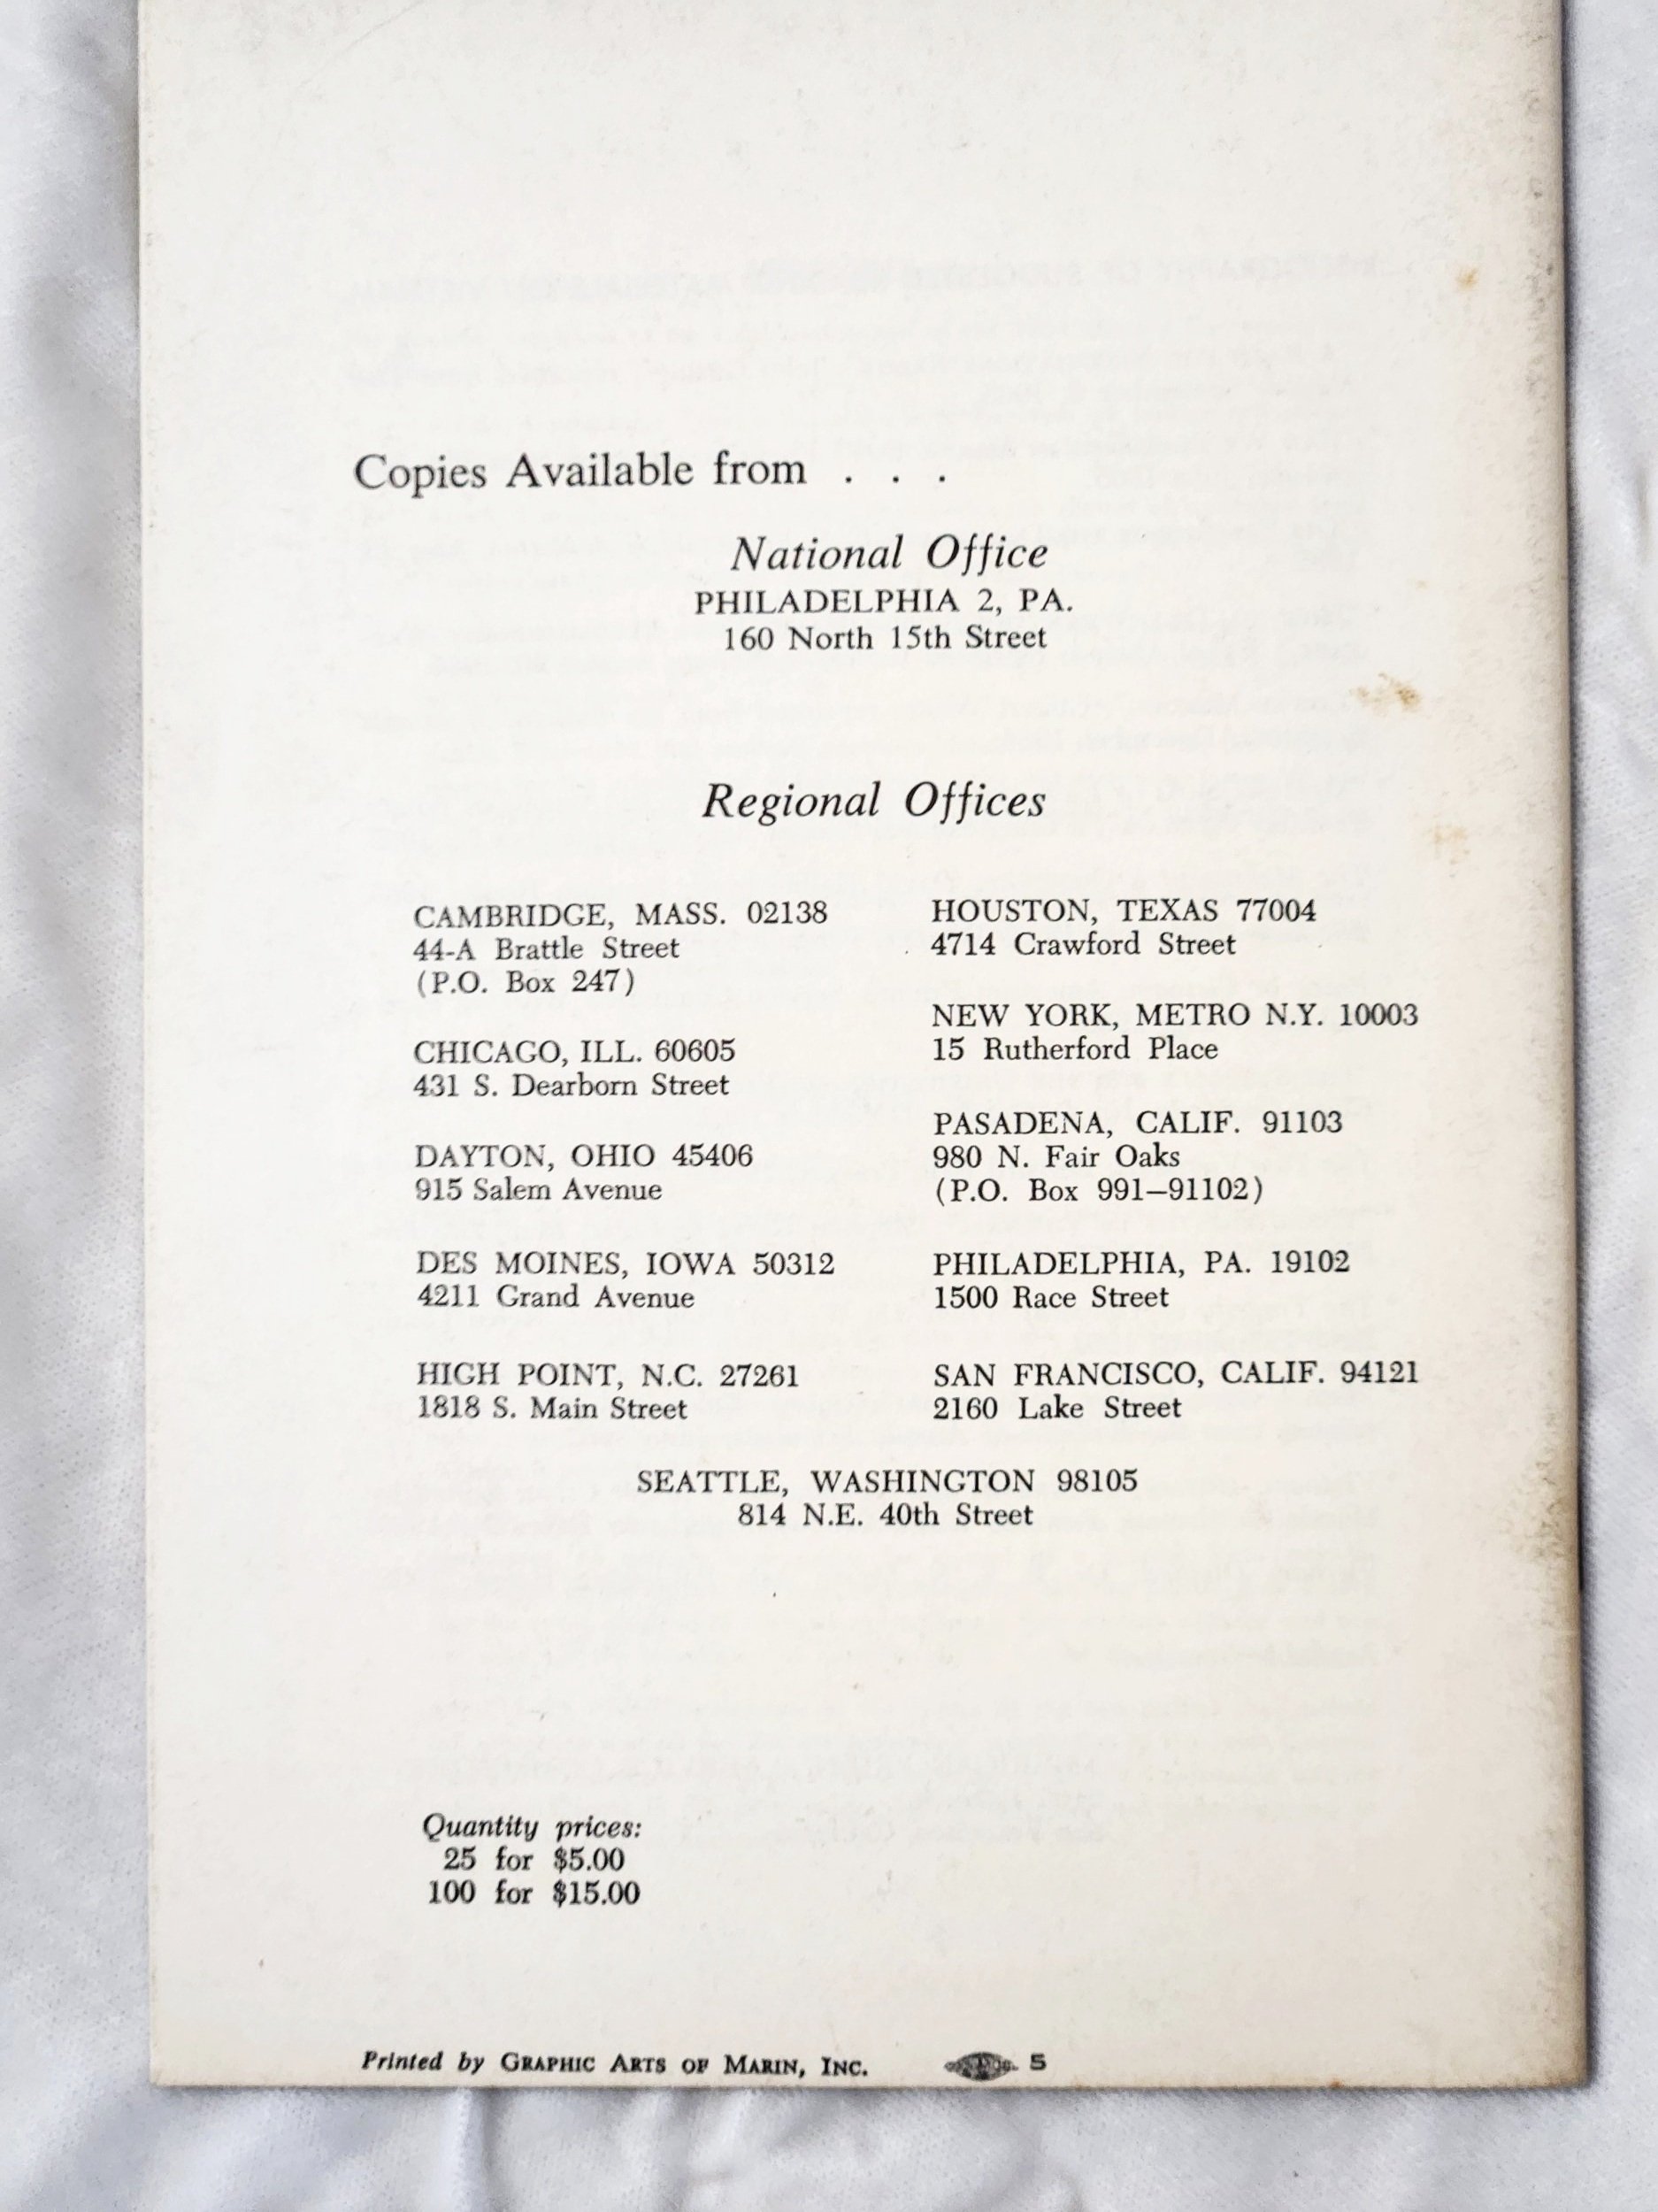 Copies Available from . . .
National Office
PHILADELPHIA 2, PA.
160 North 15th Street
Regional Offices
CAMBRIDGE, MASS. 02138
44-A Brattle Street
(P.O. Box 247)
CHICAGO, ILL. 60605
431 S. Dearborn Street
DAYTON, OHIO 45406
915 Salem Avenue
DES MOINES, IOWA 50312
4211 Grand Avenue
HIGH POINT, N.C. 27261
1818 S. Main Street
HOUSTON, TEXAS 77004
4714 Crawford Street
NEW YORK, METRO N.Y. 10003
15 Rutherford Place
PASADENA, CALIF. 91103
980 N. Fair Oaks
(P.O. Box 991–91102)
PHILADELPHIA, PA. 19102
1500 Race Street
SAN FRANCISCO, CALIF. 94121
2160 Lake Street
SEATTLE, WASHINGTON 98105
814 N.E. 40th Street
Quantity prices:
25 for $5.00
100 for $15.00
Printed by GRAPHIC ARTS OF MARIN, INC. 5